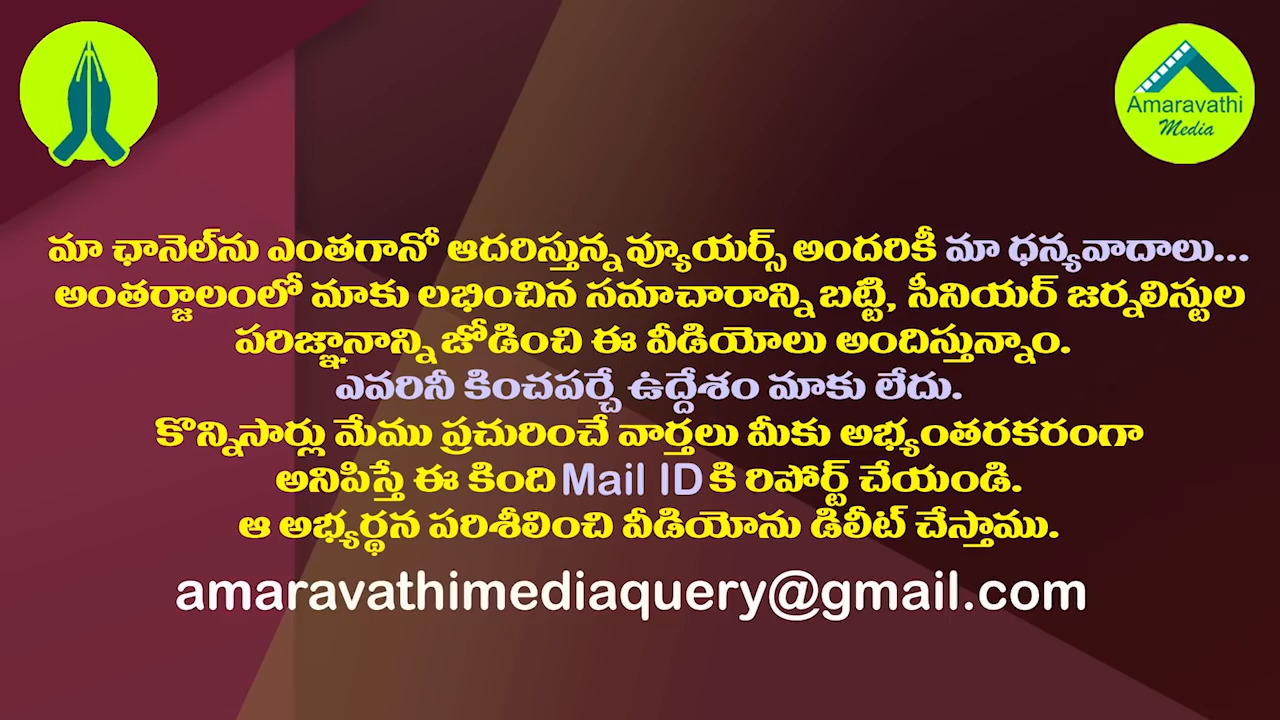 Amaravathi
Media
మా ఛానెల్‌ను ఎంతగానో ఆదరిస్తున్న వ్యూయర్స్ అందరికీ మా ధన్యవాదాలు...
అంతర్జాలంలో మాకు లభించిన సమాచారాన్ని బట్టి, సీనియర్ జర్నలిస్టుల
పరిజ్ఞానాన్ని జోడించి ఈ వీడియోలు అందిస్తున్నాం.
ఎవరినీ కించపర్చే ఉద్దేశం మాకు లేదు.
కొన్నిసార్లు మేము ప్రచురించే వార్తలు మీకు అభ్యంతరకరంగా
అనిపిస్తే ఈ కింది Mail ID కి రిపోర్ట్ చేయండి.
ఆ అభ్యర్థన పరిశీలించి వీడియోను డిలీట్ చేస్తాము.
amaravathimediaquery@gmail.com